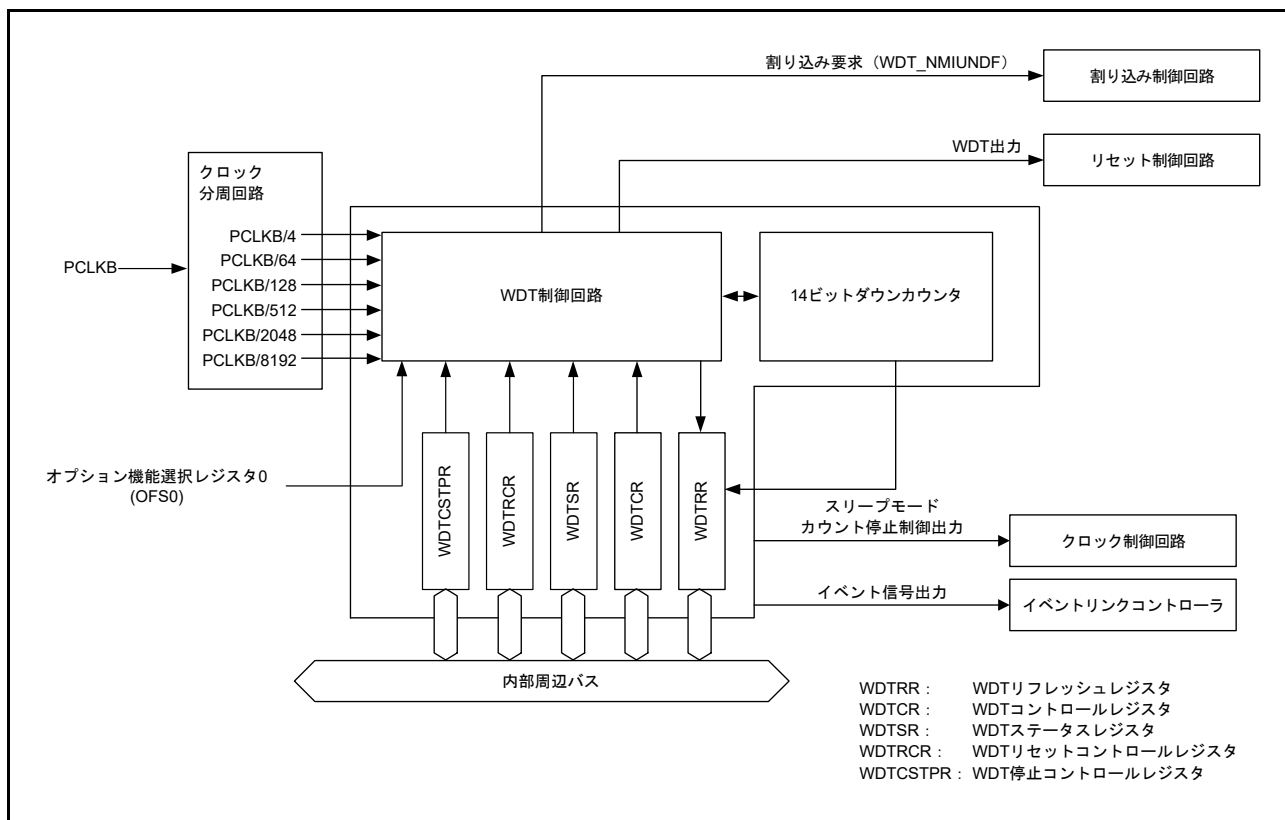 割り込み要求（WDT_NMIUNDF）
割り込み制御回路
WDT出力
リセット制御回路
クロック
分周回路
PCLKB
PCLKB/4
PCLKB/64
PCLKB/128
PCLKB/512
PCLKB/2048
PCLKB/8192
WDT制御回路
14ビットダウンカウンタ
オプション機能選択レジスタ0
(OFS0)
WDTCSTPR
WDTRCR
WDTSR
WDTCR
WDTRR
スリープモード
カウント停止制御出力
クロック制御回路
イベント信号出力
イベントリンクコントローラ
内部周辺バス
WDTRR： WDTリフレッシュレジスタ
WDTCR： WDTコントロールレジスタ
WDTSR： WDTステータスレジスタ
WDTRCR： WDTリセットコントロールレジスタ
WDTCSTPR： WDT停止コントロールレジスタ